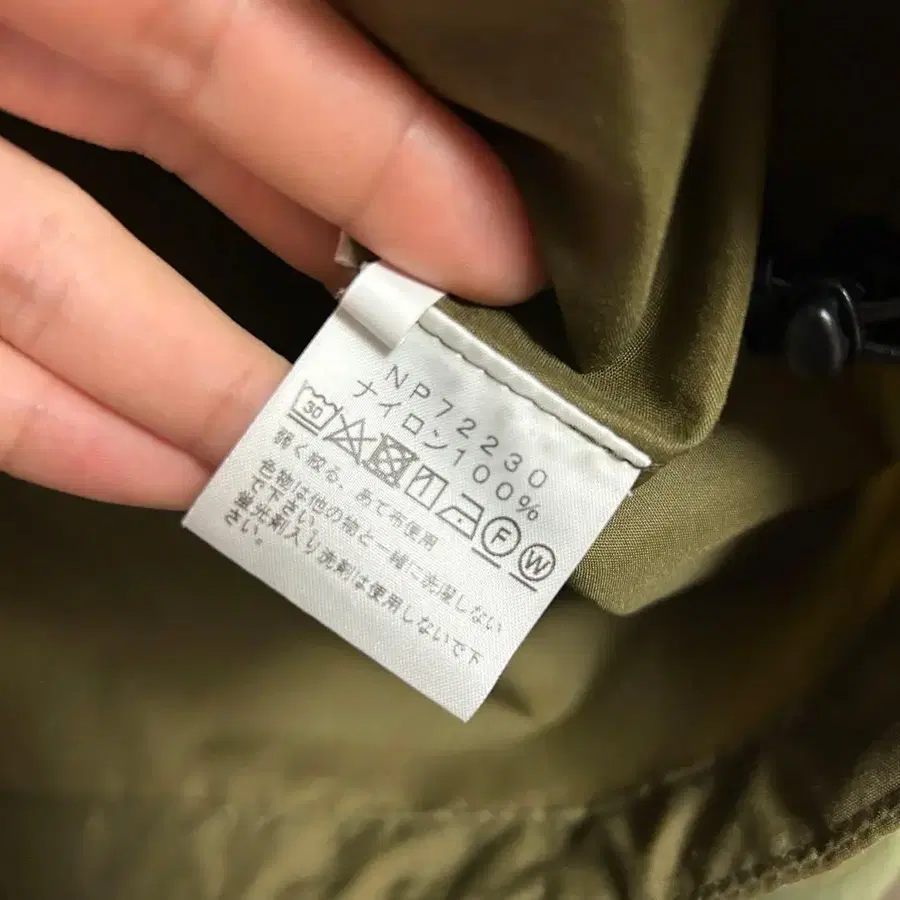 NP72230
ナイロン100%
30 F W
弱く絞る、あて布使用
色物は他の物と一緒に洗濯しない
で下さい。
蛍光剤入り洗剤は使用しないで下
さい。